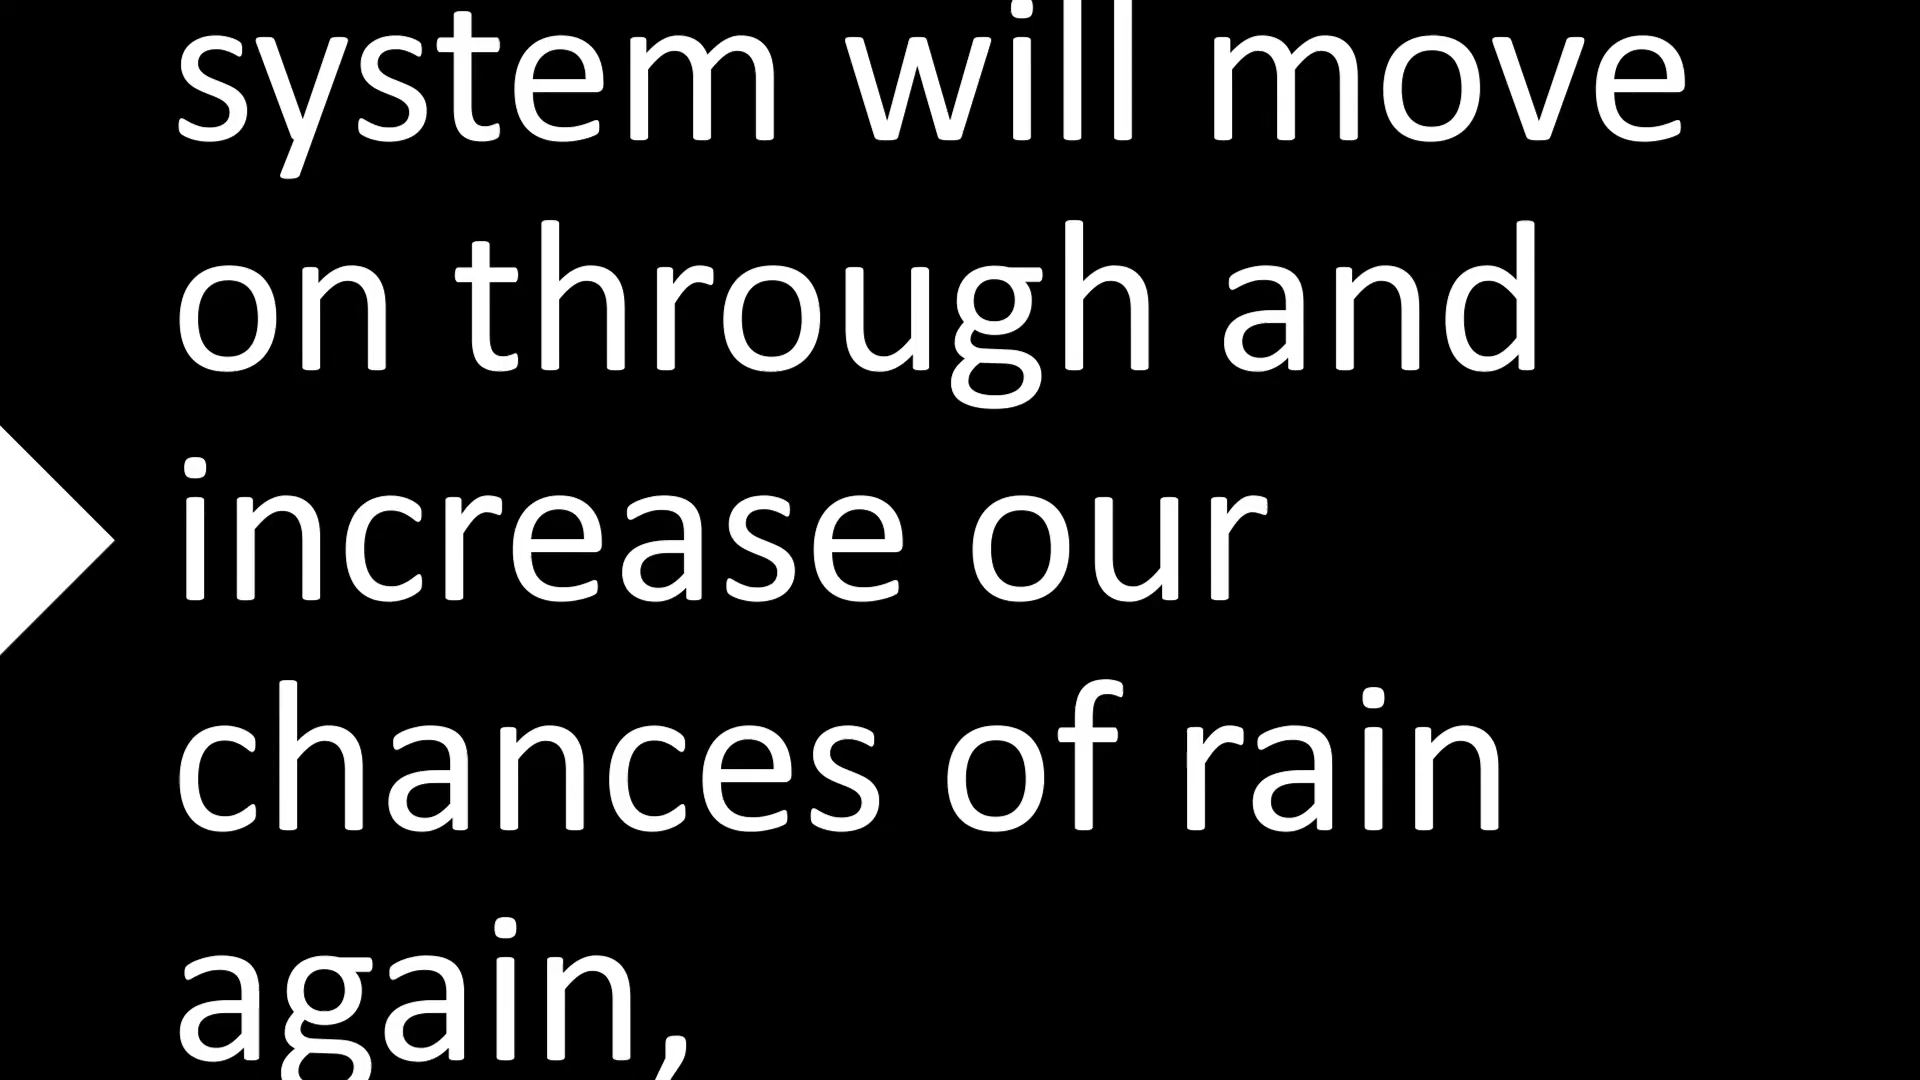 system will move
on through and
increase our
chances of rain
again,